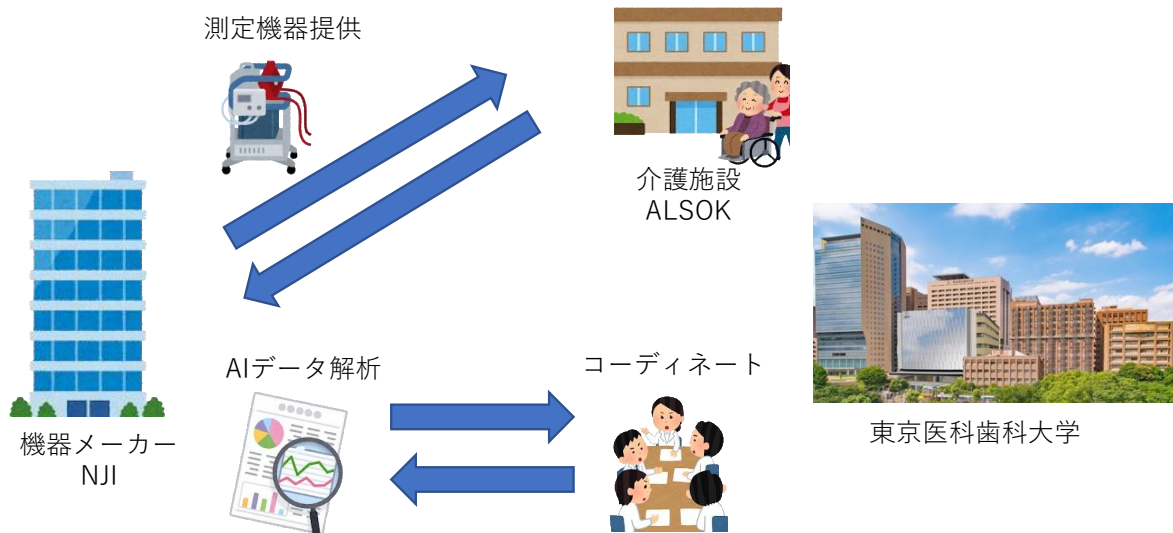 測定機器提供
介護施設
ALSOK
AIデータ解析
コーディネート
機器メーカー
NJI
東京医科歯科大学